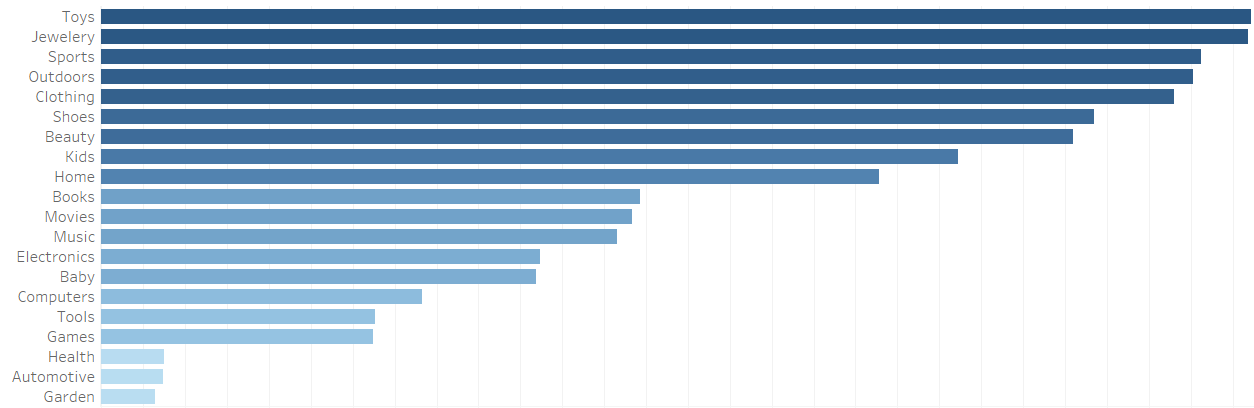 Toys
Jewelery
Sports
Outdoors
Clothing
Shoes
Beauty
Kids
Home
Books
Movies
Music
Electronics
Baby
Computers
Tools
Games
Health
Automotive
Garden